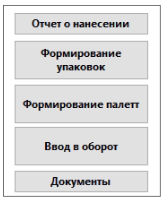 Отчет о нанесении
Формирование
упаковок
Формирование палетт
Ввод в оборот
Документы